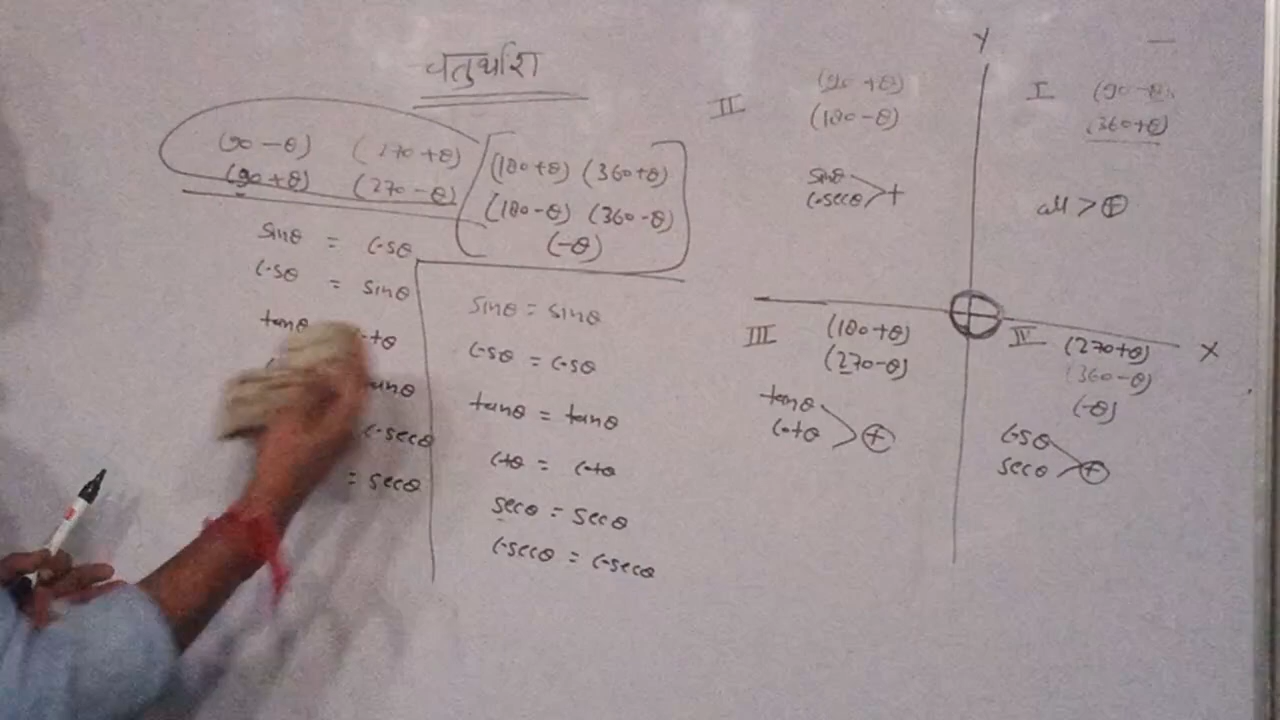 चतुर्थांश
(90 − θ) (270 + θ)
(90 + θ) (270 − θ)
(180 + θ) (360 + θ)
(180 − θ) (360 − θ)
(−θ)
sinθ = cosθ
cosθ = sinθ
tanθ
cosecθ
= secθ
sinθ = sinθ
cosθ = cosθ
tanθ = tanθ
cotθ = cotθ
secθ = secθ
cosecθ = cosecθ
Y
II (90 + θ)
(180 − θ)
sinθ
cosecθ > +
I (90 − θ)
(360 + θ)
all > +
III (180 + θ)
(270 − θ)
tanθ
cotθ > +
IV (270 + θ)
(360 − θ)
(−θ)
cosθ
secθ > +
X